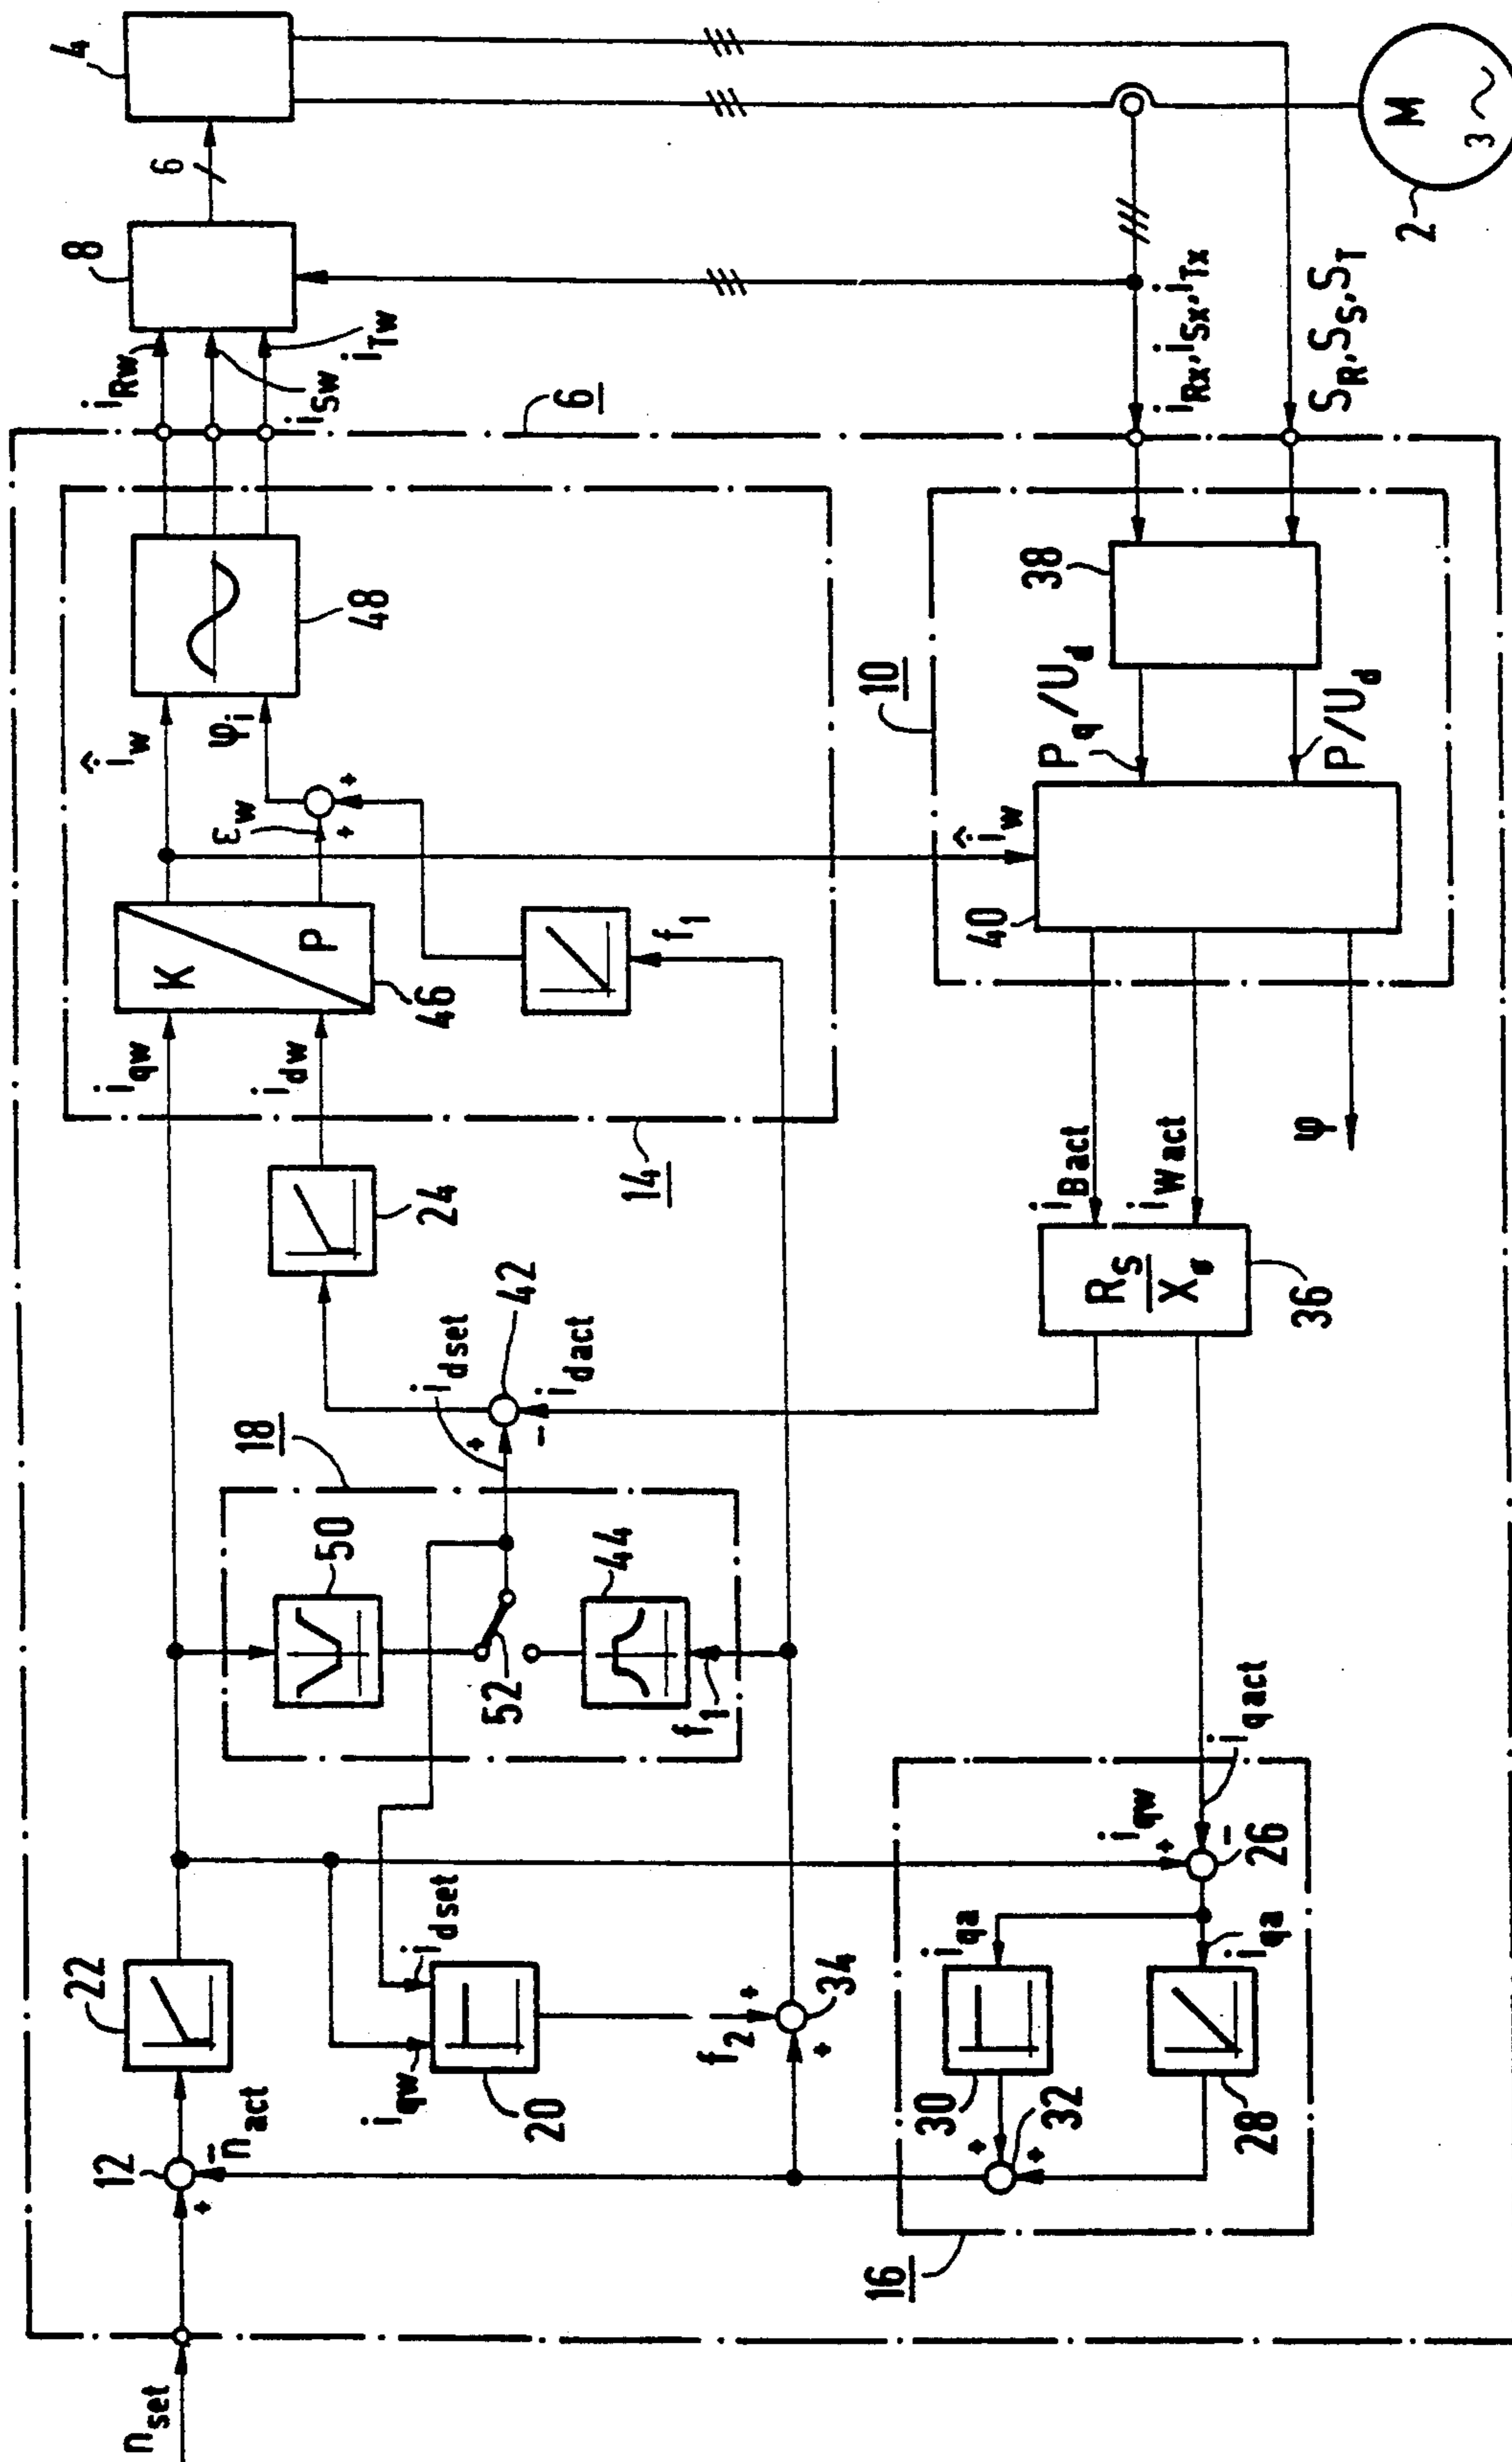 4
6
8
i_Rw
i_Sw
i_Tw
6
48
î_w
φ_i
ε_w
+
+
K
P
46
i_qw
i_dw
f_1
14
24
42
i_dset
i_dact
+
-
18
50
52
44
f_1
22
i_dset
i_qw
20
f_2
+
+
34
12
n_act
-
+
n_set
M
3 ~
2
i_Rx, i_Sx, i_Tx
S_R, S_S, S_T
38
10
P_q/U_d
P/U_d
î_w
40
i_Bact
i_Wact
φ
R_S
X_σ
36
i_qact
i_qw
+
-
26
i_qa
i_qa
30
28
+
+
32
16